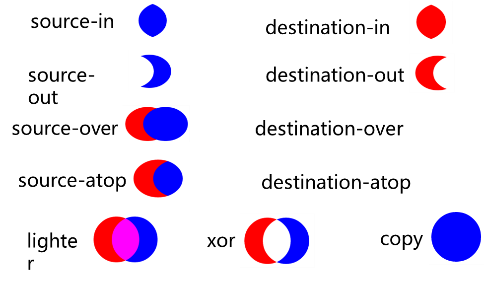 source-in
destination-in
source-
out
destination-out
source-over
destination-over
source-atop
destination-atop
lighte
r
xor
copy